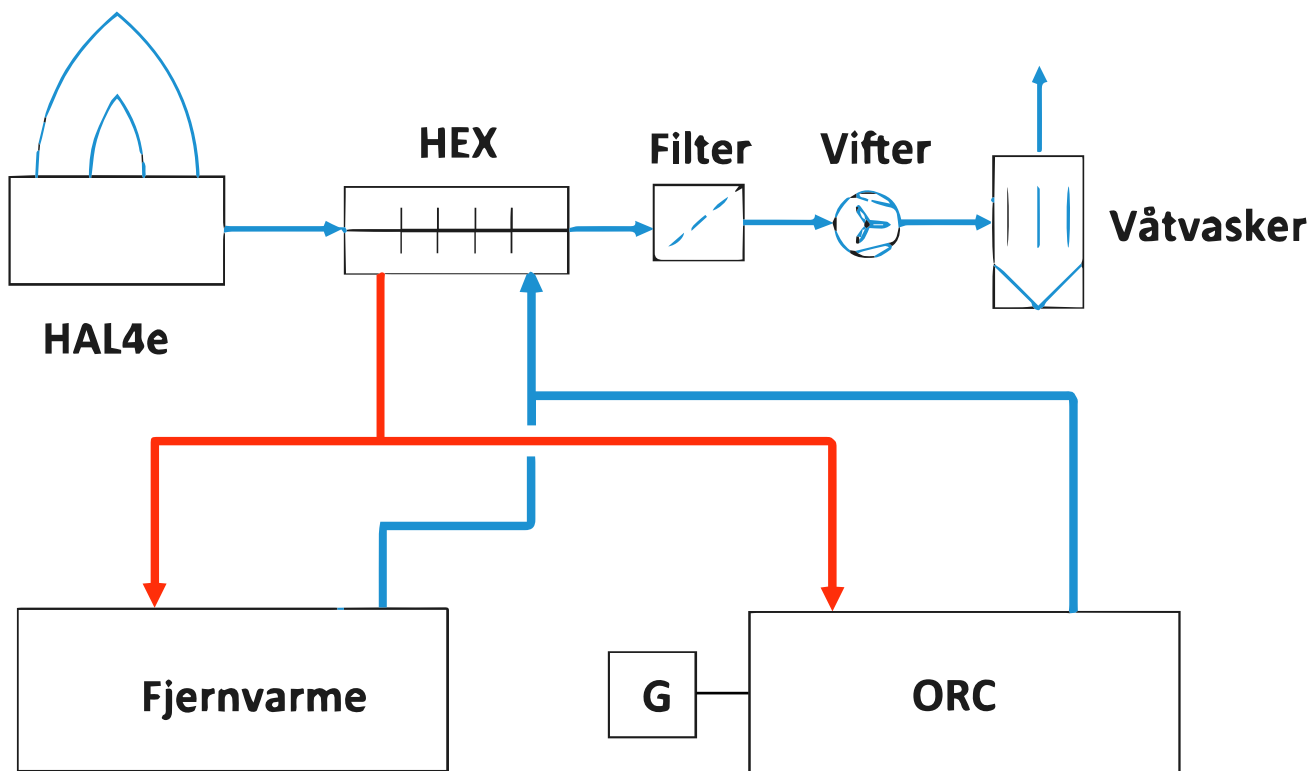 HEX
Filter
Vifter
Våtvasker
HAL4e
Fjernvarme
G
ORC